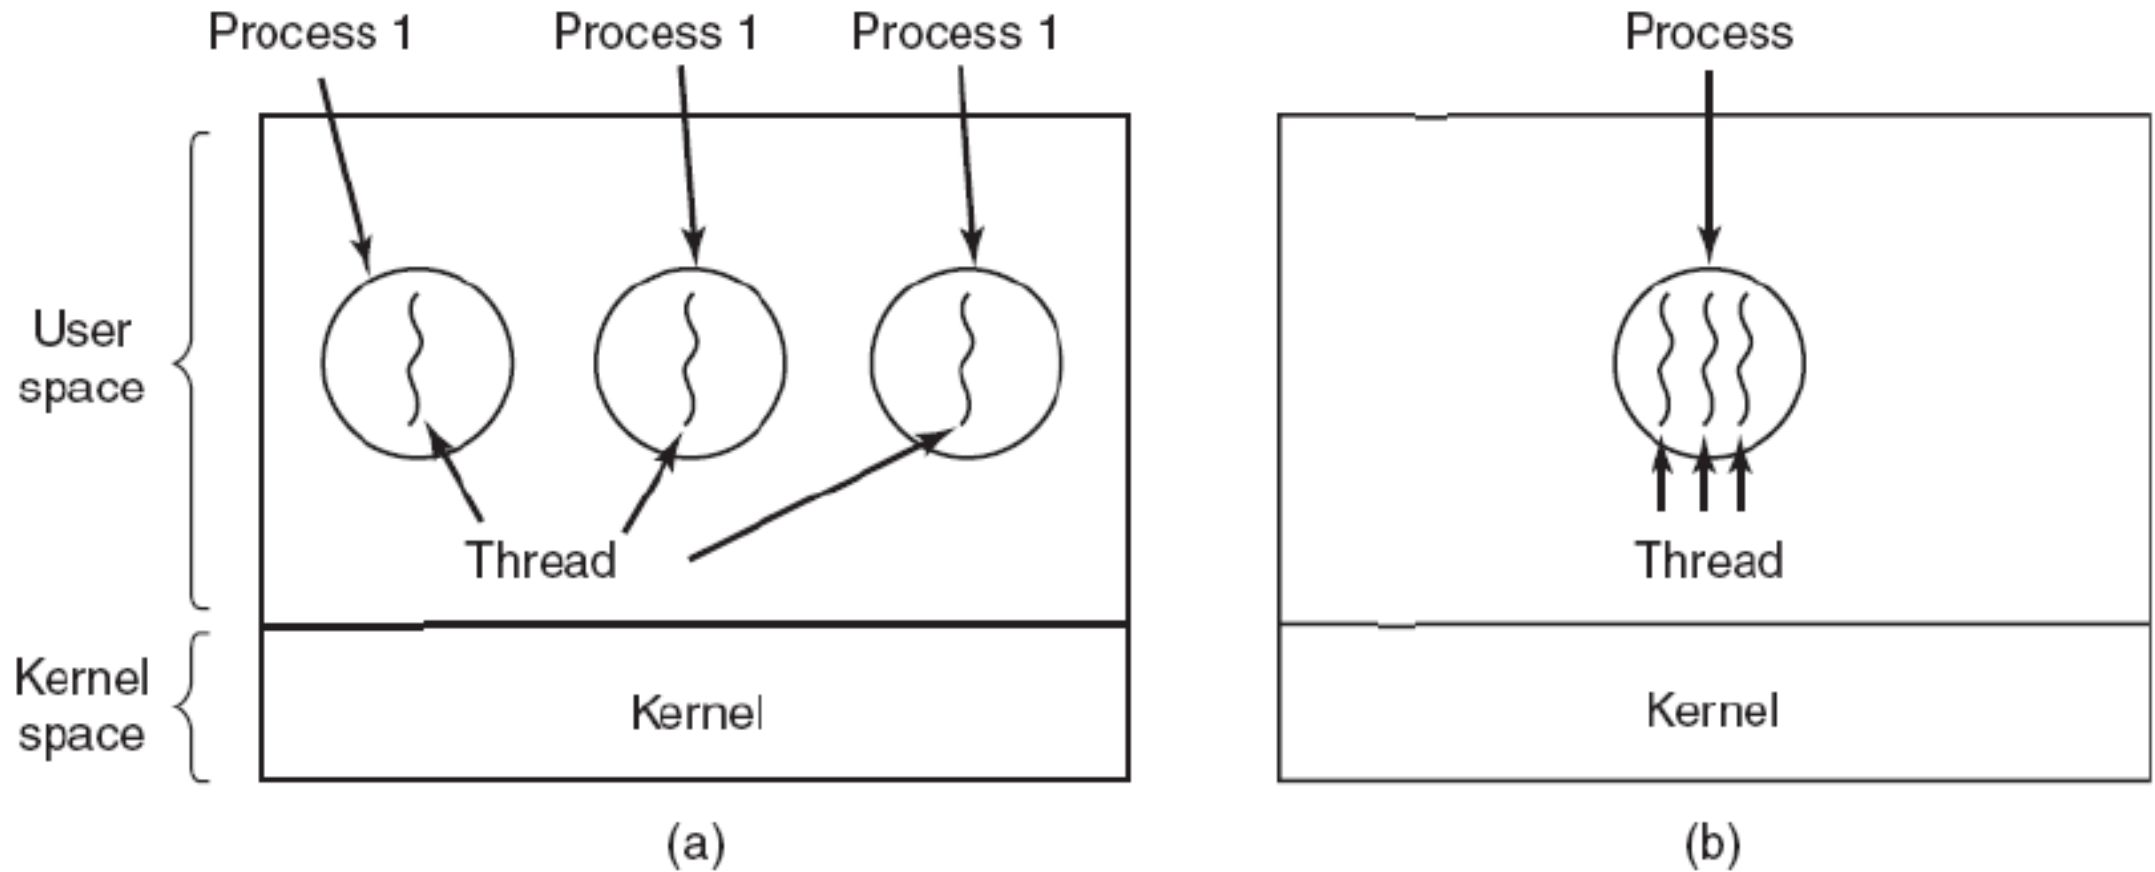 Process 1
Process 1
Process 1
Process
User
space
Thread
Thread
Kernel
space
Kernel
Kernel
(a)
(b)